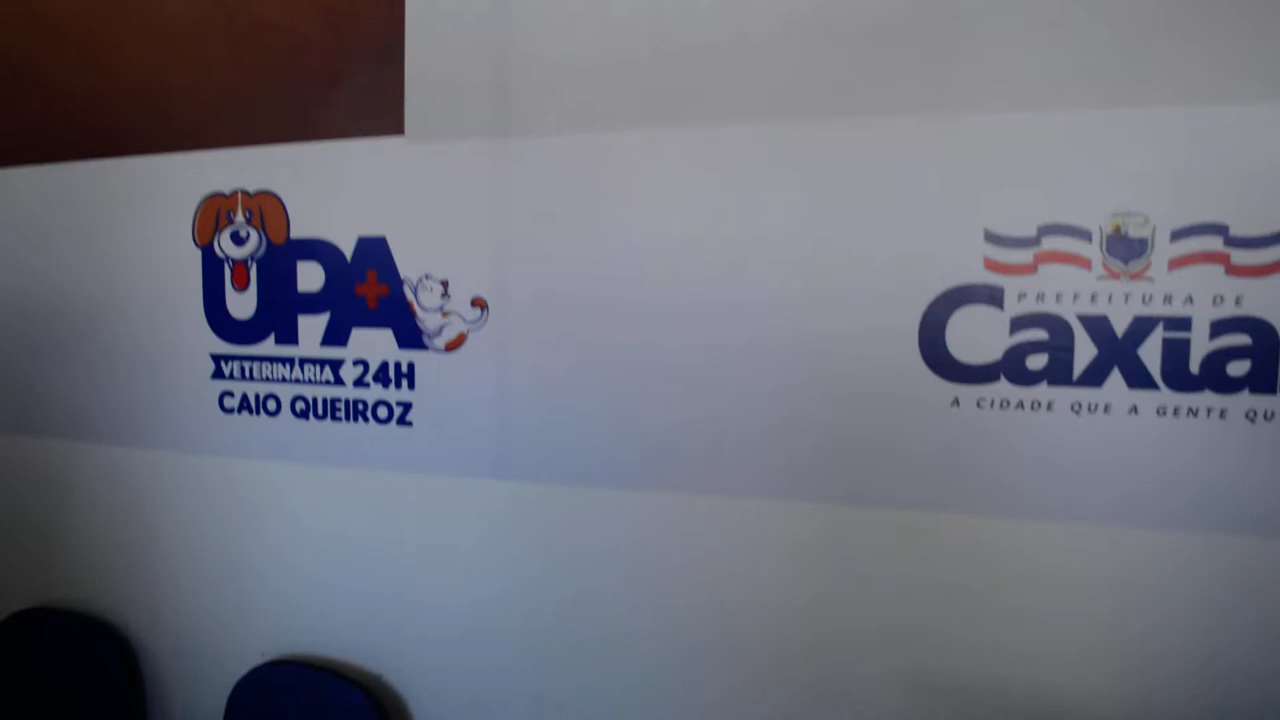 UPA
VETERINÁRIA 24H
CAIO QUEIROZ
PREFEITURA DE
Caxia
A CIDADE QUE A GENTE QU